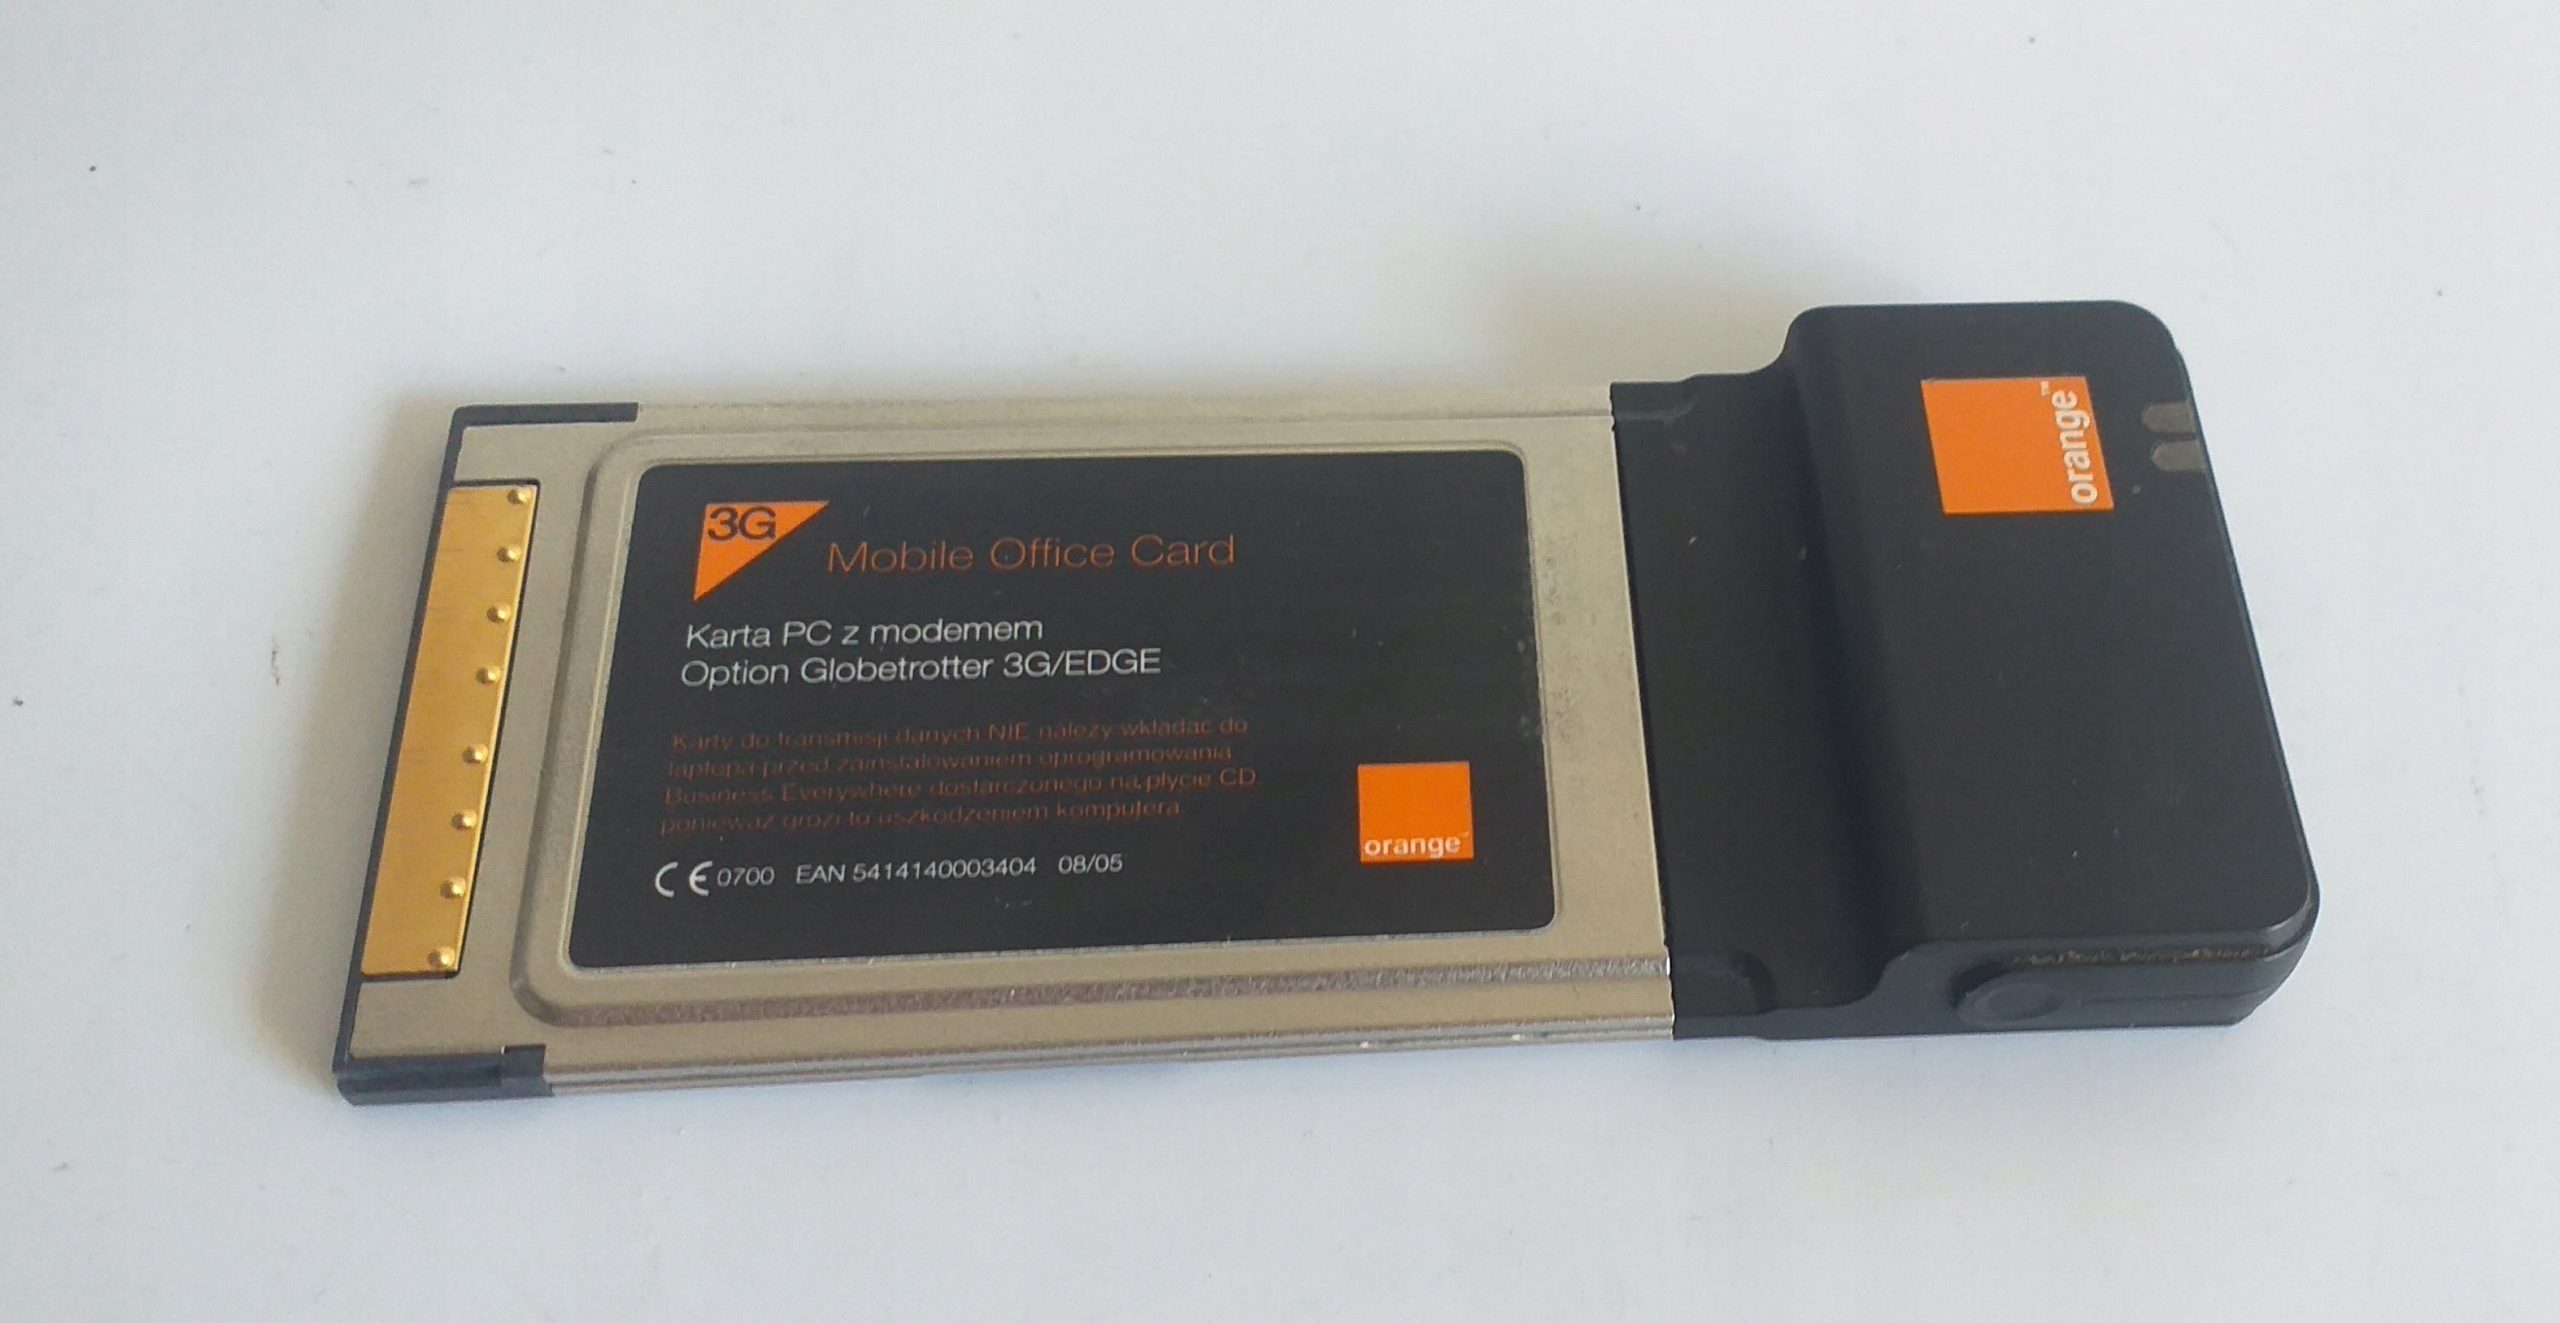 3G
Mobile Office Card
Karta PC z modemem
Option Globetrotter 3G/EDGE
Karty do transmisji danych NIE należy wkładać do
laptopa przed zainstalowaniem oprogramowania
Business Everywhere dostarczonego na płycie CD,
ponieważ grozi to uszkodzeniem komputera.
CE 0700 EAN 5414140003404 08/05
orange™
orange™